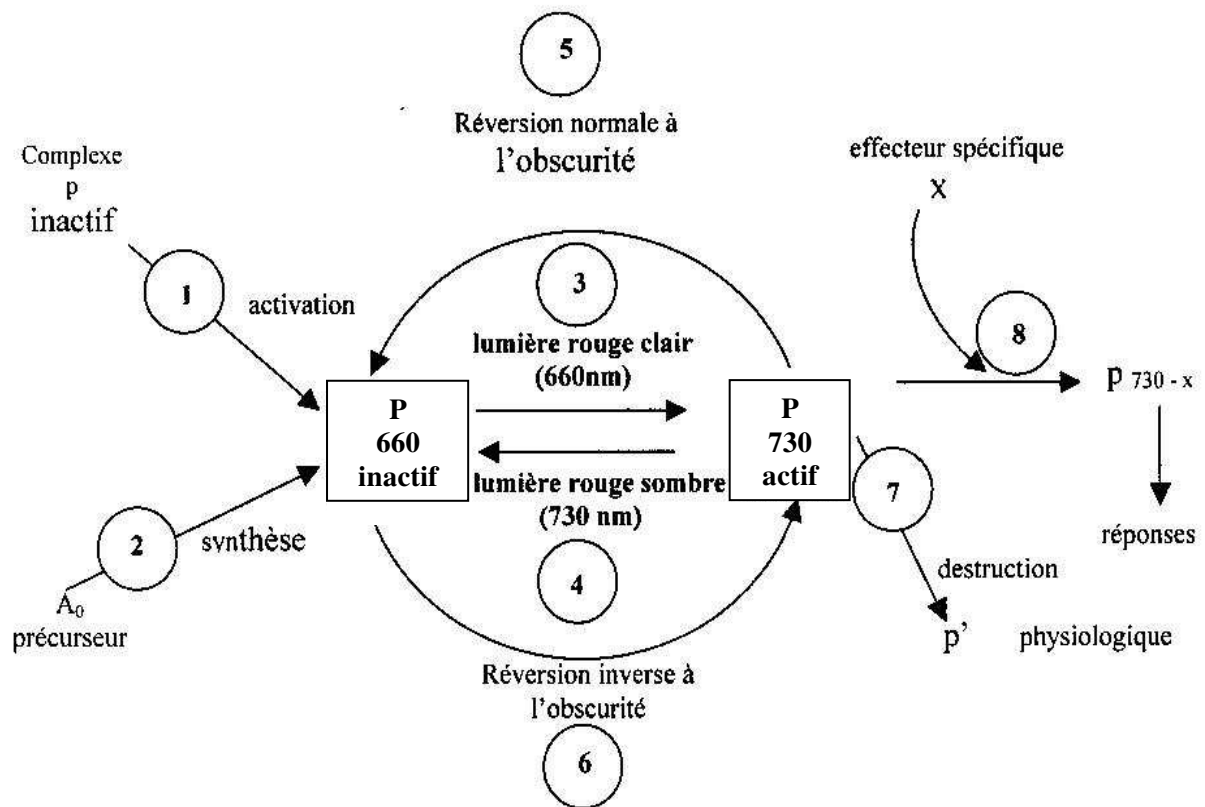 5
Réversion normale à
l'obscurité
Complexe
p
inactif
effecteur spécifique
X
1
activation
3
lumière rouge clair
(660nm)
8
P
660
inactif
P
730
actif
p 730 - x
lumière rouge sombre
(730 nm)
7
2
synthèse
réponses
4
destruction
A₀
précurseur
p' physiologique
Réversion inverse à
l'obscurité
6